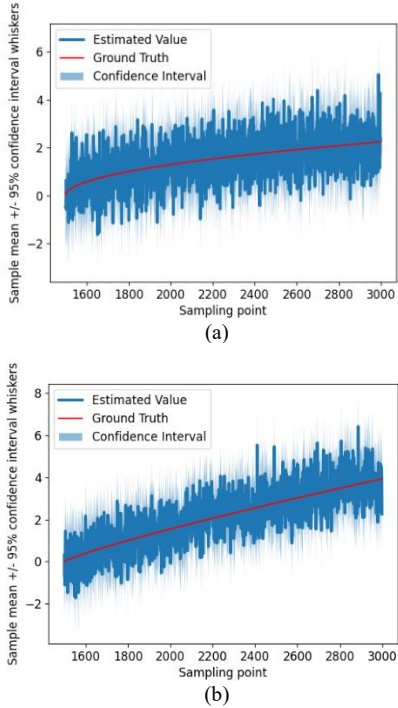 Sample mean +/- 95% confidence interval whiskers
6
4
2
0
−2
Estimated Value
Ground Truth
Confidence Interval
1600 1800 2000 2200 2400 2600 2800 3000
Sampling point
(a)
Sample mean +/- 95% confidence interval whiskers
8
6
4
2
0
−2
Estimated Value
Ground Truth
Confidence Interval
1600 1800 2000 2200 2400 2600 2800 3000
Sampling point
(b)